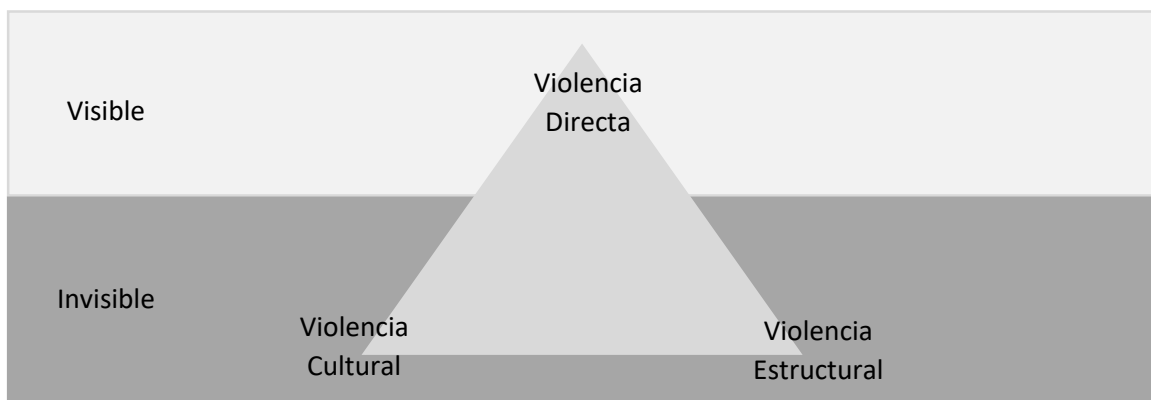 Violencia
Directa
Visible
Invisible
Violencia
Cultural
Violencia
Estructural